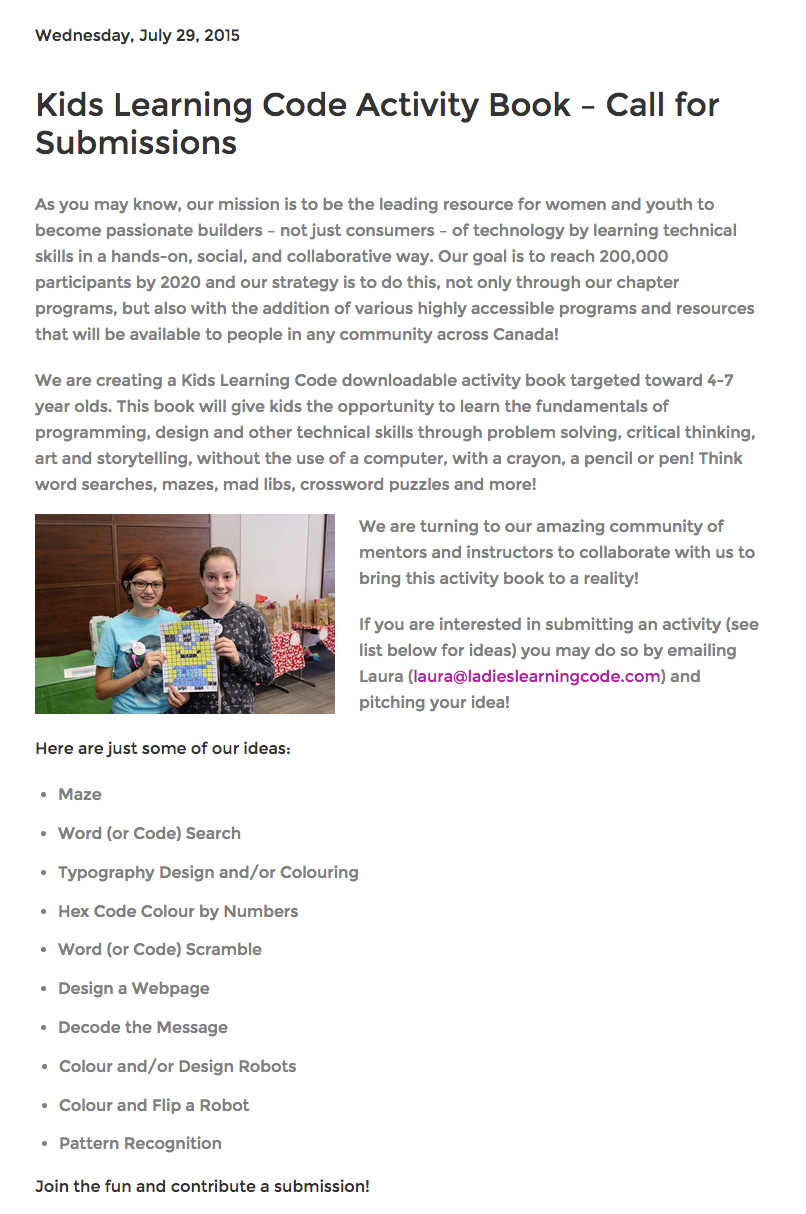 Wednesday, July 29, 2015
Kids Learning Code Activity Book – Call for
Submissions
As you may know, our mission is to be the leading resource for women and youth to
become passionate builders – not just consumers – of technology by learning technical
skills in a hands-on, social, and collaborative way. Our goal is to reach 200,000
participants by 2020 and our strategy is to do this, not only through our chapter
programs, but also with the addition of various highly accessible programs and resources
that will be available to people in any community across Canada!
We are creating a Kids Learning Code downloadable activity book targeted toward 4-7
year olds. This book will give kids the opportunity to learn the fundamentals of
programming, design and other technical skills through problem solving, critical thinking,
art and storytelling, without the use of a computer, with a crayon, a pencil or pen! Think
word searches, mazes, mad libs, crossword puzzles and more!
We are turning to our amazing community of
mentors and instructors to collaborate with us to
bring this activity book to a reality!
If you are interested in submitting an activity (see
list below for ideas) you may do so by emailing
Laura (laura@ladieslearningcode.com) and
pitching your idea!
Here are just some of our ideas:
• Maze
• Word (or Code) Search
• Typography Design and/or Colouring
• Hex Code Colour by Numbers
• Word (or Code) Scramble
• Design a Webpage
• Decode the Message
• Colour and/or Design Robots
• Colour and Flip a Robot
• Pattern Recognition
Join the fun and contribute a submission!